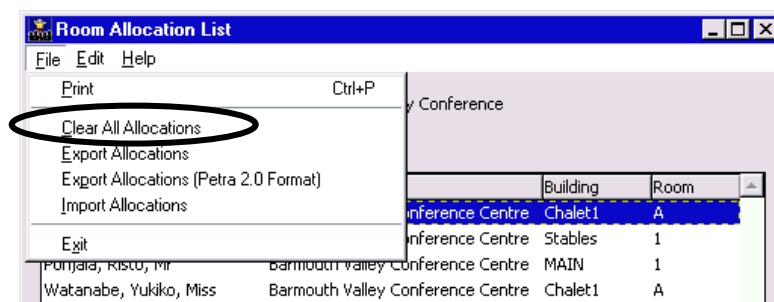 Room Allocation List
File Edit Help
Print Ctrl+P
y Conference
Clear All Allocations
Export Allocations
Export Allocations (Petra 2.0 Format)
Import Allocations
Building Room
nference Centre Chalet1 A
Exit
nference Centre Stables 1
Pohjala, Risto, Mr Barmouth Valley Conference Centre MAIN 1
Watanabe, Yukiko, Miss Barmouth Valley Conference Centre Chalet1 A